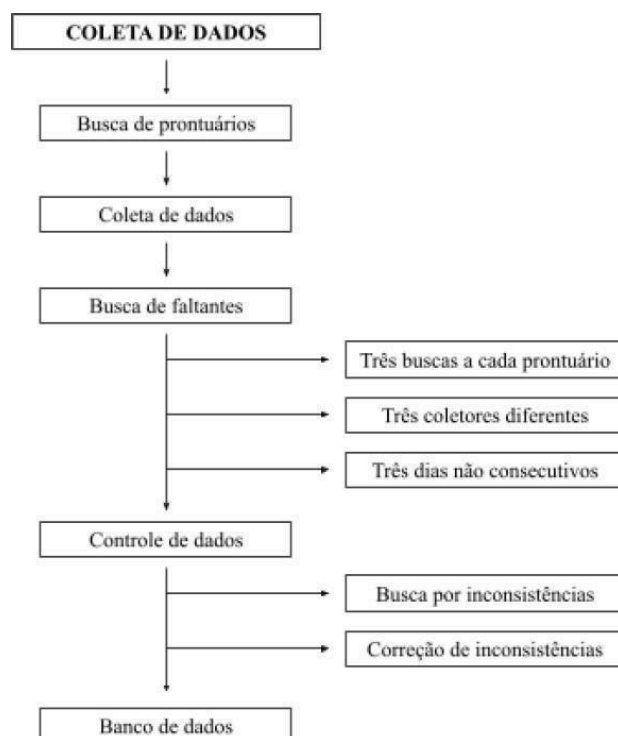 COLETA DE DADOS
Busca de prontuários
Coleta de dados
Busca de faltantes
Três buscas a cada prontuário
Três coletores diferentes
Três dias não consecutivos
Controle de dados
Busca por inconsistências
Correção de inconsistências
Banco de dados